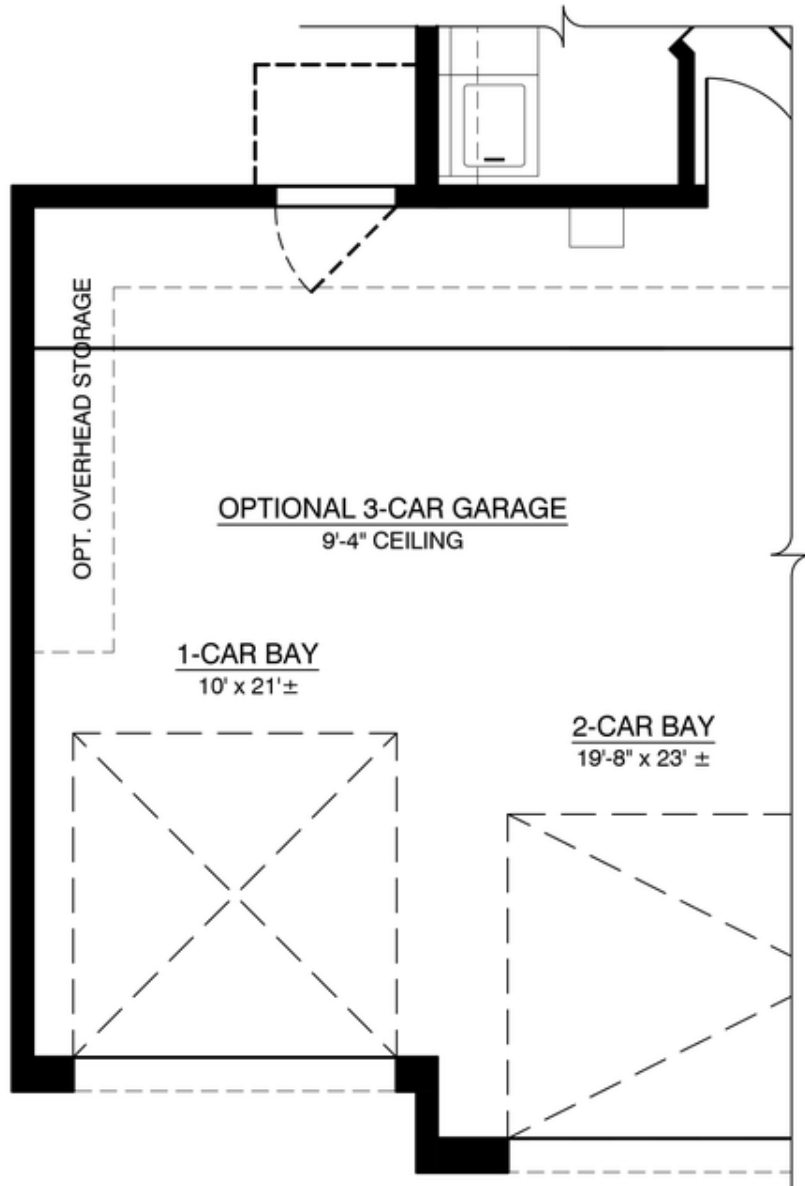 OPT. OVERHEAD STORAGE
OPTIONAL 3-CAR GARAGE
9'-4" CEILING
1-CAR BAY
10' x 21'±
2-CAR BAY
19'-8" x 23' ±